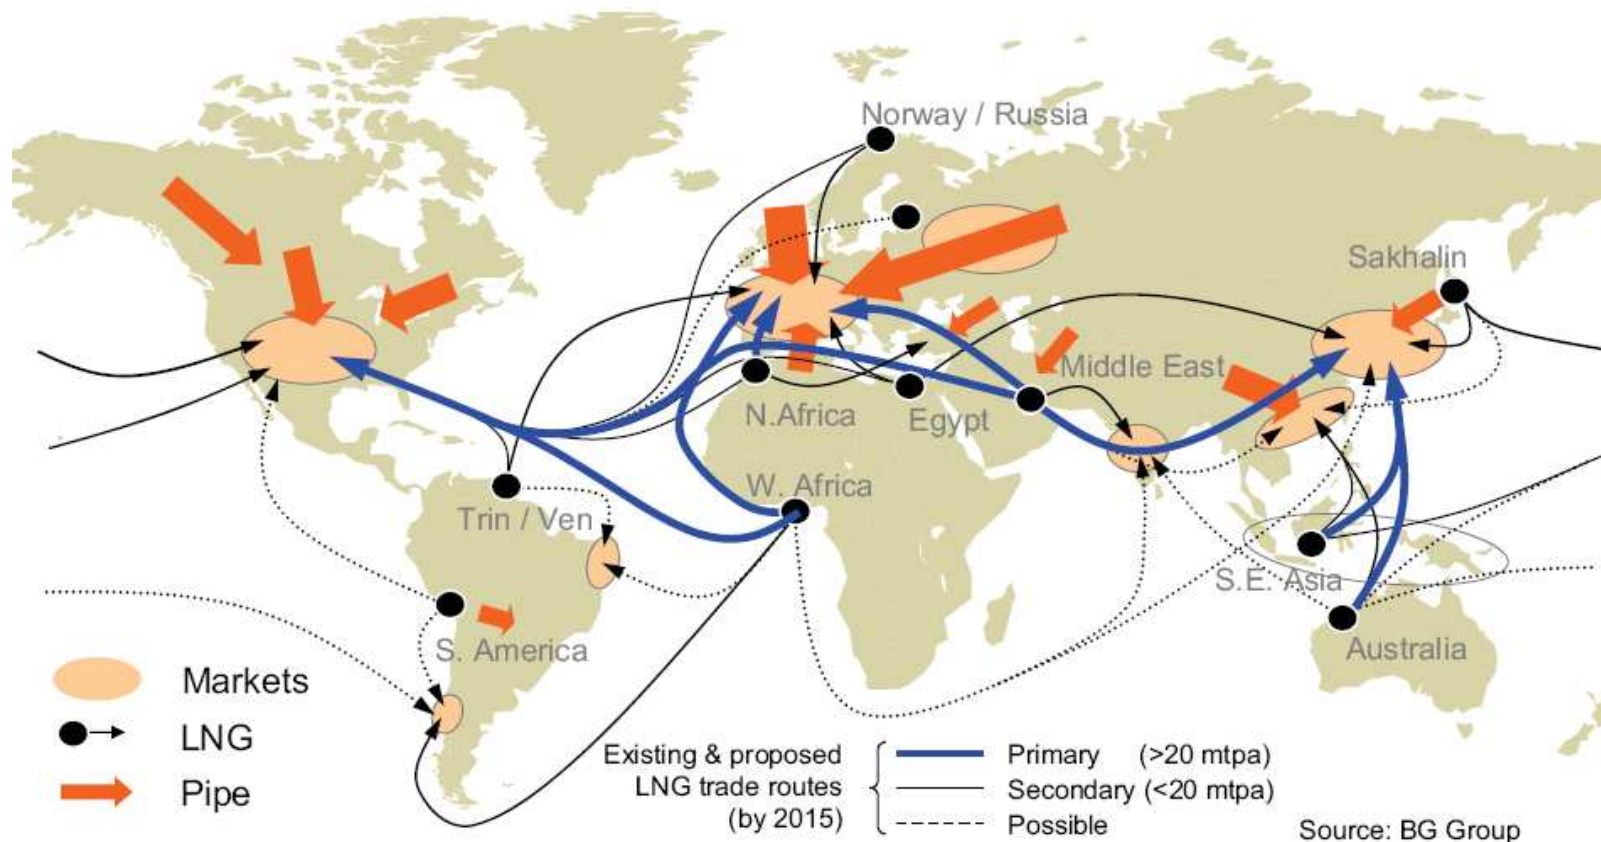 Norway / Russia
Sakhalin
Middle East
N.Africa
Egypt
W. Africa
Trin / Ven
S.E. Asia
S. America
Australia
Markets
LNG
Pipe
Existing & proposed
LNG trade routes
(by 2015)
Primary (>20 mtpa)
Secondary (<20 mtpa)
Possible
Source: BG Group